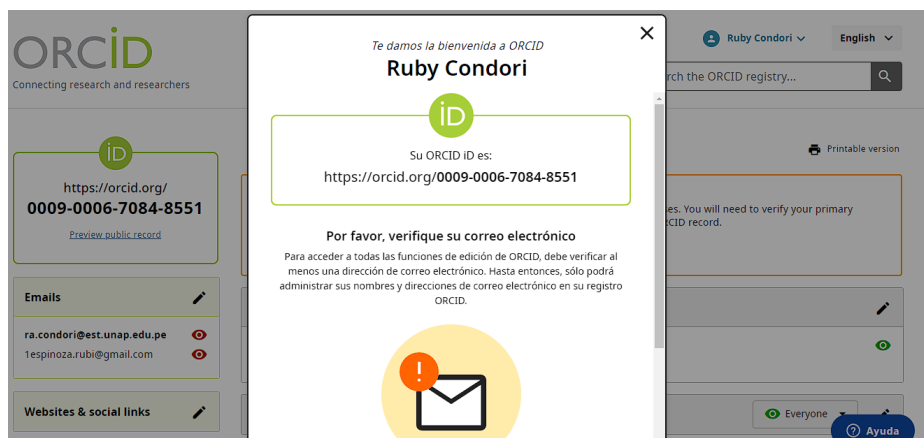 ORCiD
Connecting research and researchers
Ruby Condori
English
rch the ORCID registry...
Printable version
iD
https://orcid.org/
0009-0006-7084-8551
Preview public record
Emails
ra.condori@est.unap.edu.pe
1espinoza.rubi@gmail.com
Websites & social links
Te damos la bienvenida a ORCID
Ruby Condori
iD
Su ORCID iD es:
https://orcid.org/0009-0006-7084-8551
Por favor, verifique su correo electrónico
Para acceder a todas las funciones de edición de ORCID, debe verificar al
menos una dirección de correo electrónico. Hasta entonces, sólo podrá
administrar sus nombres y direcciones de correo electrónico en su registro
ORCID.
!
es. You will need to verify your primary
CID record.
Everyone
Ayuda